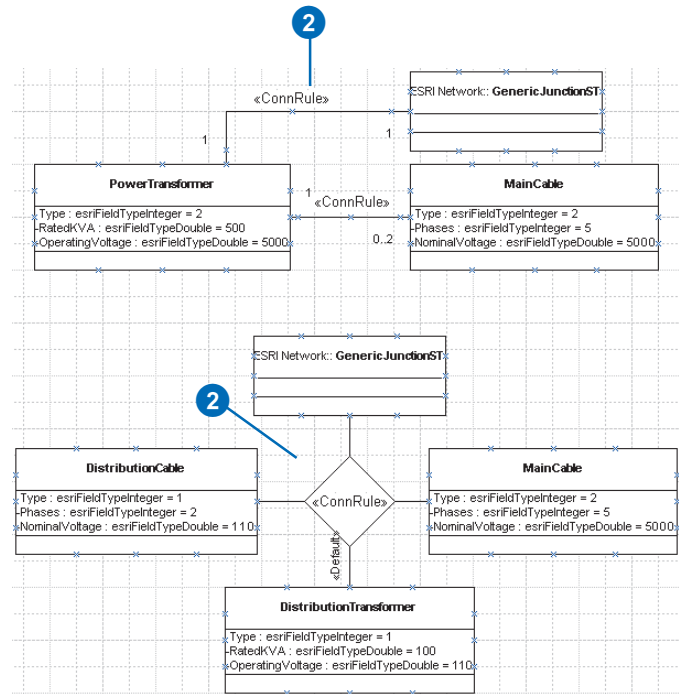 2
«ConnRule»
ESRI Network:: GenericJunctionST
1
1
PowerTransformer
Type : esriFieldTypeInteger = 2
-RatedKVA : esriFieldTypeDouble = 500
-OperatingVoltage : esriFieldTypeDouble = 5000
1
«ConnRule»
0..2
MainCable
-Type : esriFieldTypeInteger = 2
-Phases : esriFieldTypeInteger = 5
-NominalVoltage : esriFieldTypeDouble = 5000
ESRI Network:: GenericJunctionST
2
DistributionCable
-Type : esriFieldTypeInteger = 1
-Phases : esriFieldTypeInteger = 2
-NominalVoltage : esriFieldTypeDouble = 110
«ConnRule»
MainCable
-Type : esriFieldTypeInteger = 2
-Phases : esriFieldTypeInteger = 5
-NominalVoltage : esriFieldTypeDouble = 5000
«Default»
DistributionTransformer
-Type : esriFieldTypeInteger = 1
-RatedKVA : esriFieldTypeDouble = 100
-OperatingVoltage : esriFieldTypeDouble = 110